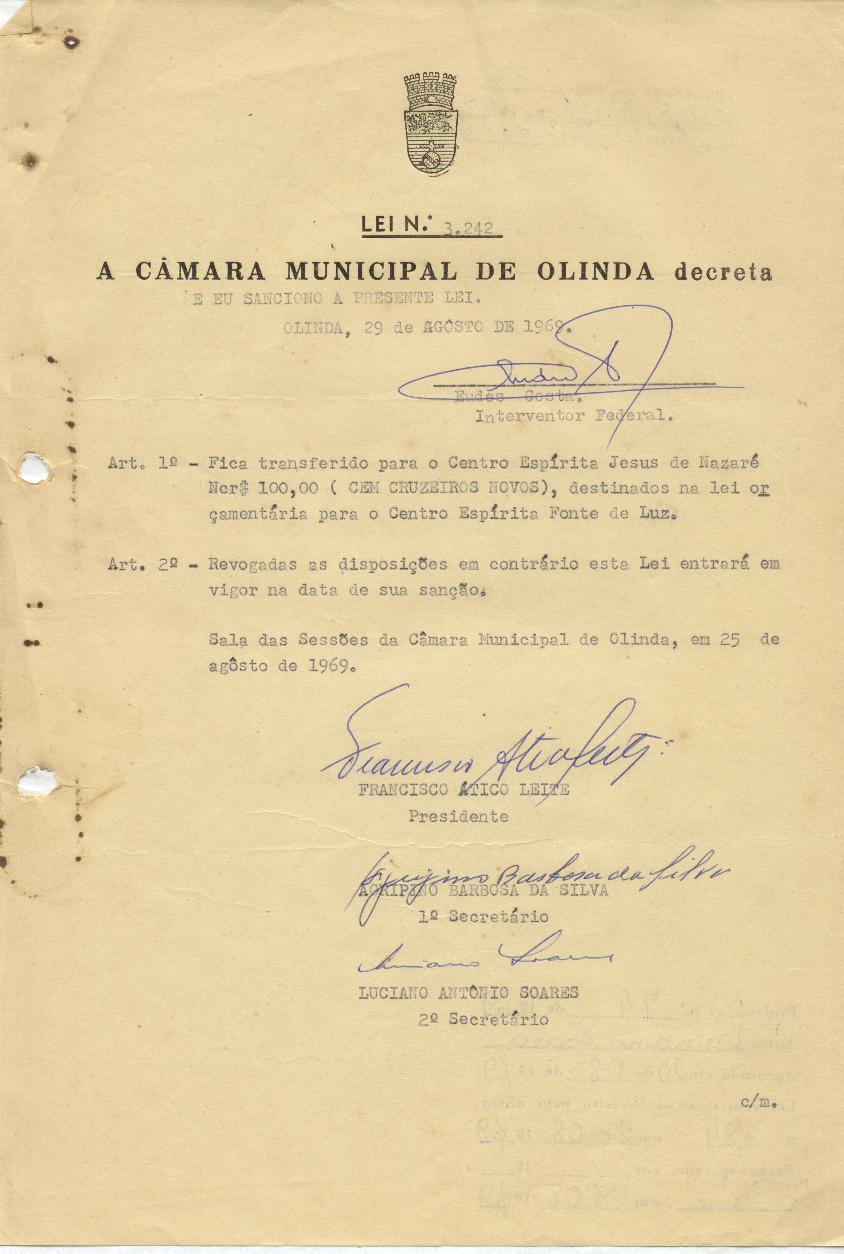 LEI N.º 3.242
A CÂMARA MUNICIPAL DE OLINDA decreta
E EU SANCIONO A PRESENTE LEI.
OLINDA, 29 de AGÔSTO DE 1969.
Eudes Costa.
Interventor Federal.
Art. 1º - Fica transferido para o Centro Espírita Jesus de Nazaré
Ncr$ 100,00 ( CEM CRUZEIROS NOVOS), destinados na lei or
çamentária para o Centro Espírita Fonte de Luz.
Art. 2º - Revogadas as disposições em contrário esta Lei entrará em
vigor na data de sua sanção.
Sala das Sessões da Câmara Municipal de Olinda, em 25 de
agôsto de 1969.
Francisco Atico Leite
FRANCISCO ÁTICO LEITE
Presidente
Agripino Barbosa da Silva
AGRIPINO BARBOSA DA SILVA
1º Secretário
Luciano Soares
LUCIANO ANTÔNIO SOARES
2º Secretário
c/m.